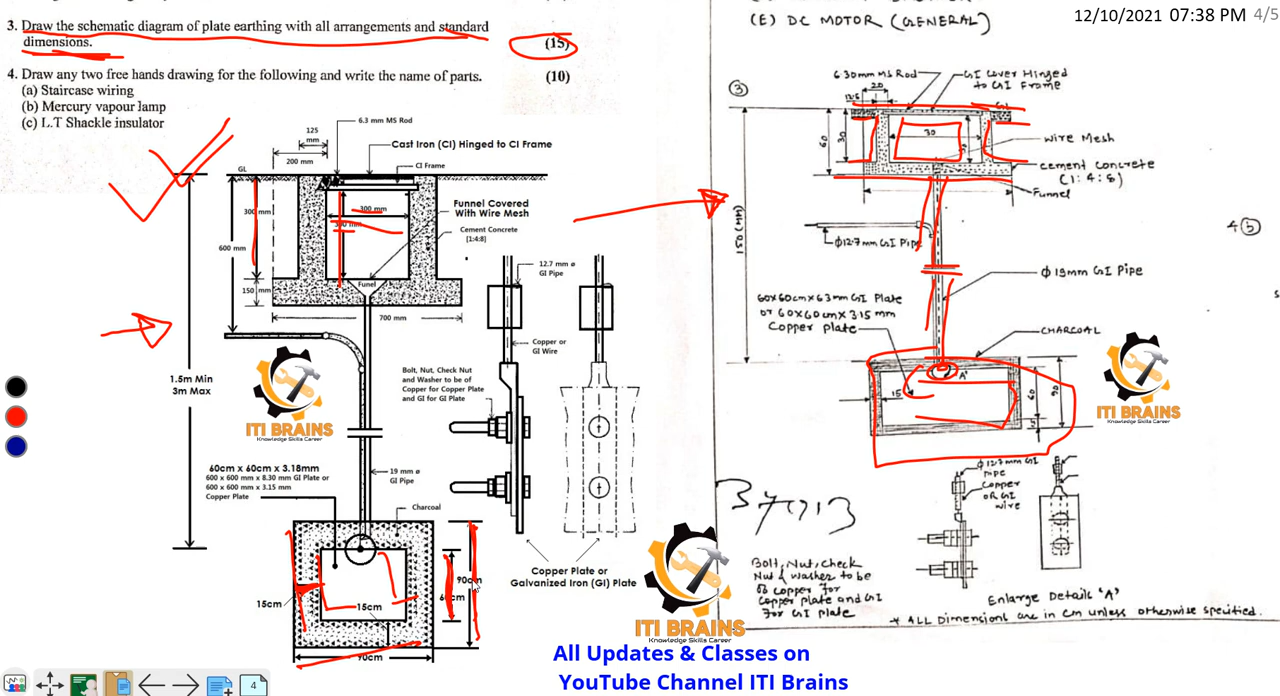 3. Draw the schematic diagram of plate earthing with all arrangements and standard
dimensions.
(15)
4. Draw any two free hands drawing for the following and write the name of parts.
(10)
(a) Staircase wiring
(b) Mercury vapour lamp
(c) L.T Shackle insulator
6.3 mm MS Rod
125
mm
Cast Iron (CI) Hinged to CI Frame
200 mm
CI Frame
GL
300 mm
300 mm
Funnel Covered
With Wire Mesh
Cement Concrete
[1:4:8]
600 mm
150 mm
Funel
700 mm
12.7 mm ø
GI Pipe
Copper or
GI Wire
Bolt, Nut, Check Nut
and Washer to be of
Copper for Copper Plate
and GI for GI Plate
1.5m Min
3m Max
ITI BRAINS
Knowledge Skills Career
60cm x 60cm x 3.18mm
600 x 600 mm x 8.30 mm GI Plate or
600 x 600 mm x 3.15 mm
Copper Plate
19 mm ø
GI Pipe
Charcoal
15cm
15cm
90cm
90cm
Copper Plate or
Galvanized Iron (GI) Plate
(E) DC MOTOR (GENERAL)
12/10/2021 07:38 PM 4/5
3
630mm MS Rod
GI Cover Hinged
to GI Frame
20
12.5
60
30
30
wire Mesh
cement concrete
(1:4:8)
Funnel
150 (MM)
ф12.7mm GI Pipe
4 b
ф 19mm GI Pipe
60x60cmx63mm GI Plate
or 60x60cmx315 mm
Copper plate
CHARCOAL
A'
15
60
90
ITI BRAINS
Knowledge Skills Career
ф12.7mm GI
Pipe
Copper
OR GI
wire
Bolt, Nut, Check
Nut & washer to be
of copper for
copper plate and GI
For GI plate
Enlarge Details 'A'
* ALL Dimensions are in cm unless otherwise specified.
ITI BRAINS
Knowledge Skills Career
All Updates & Classes on
YouTube Channel ITI Brains
4